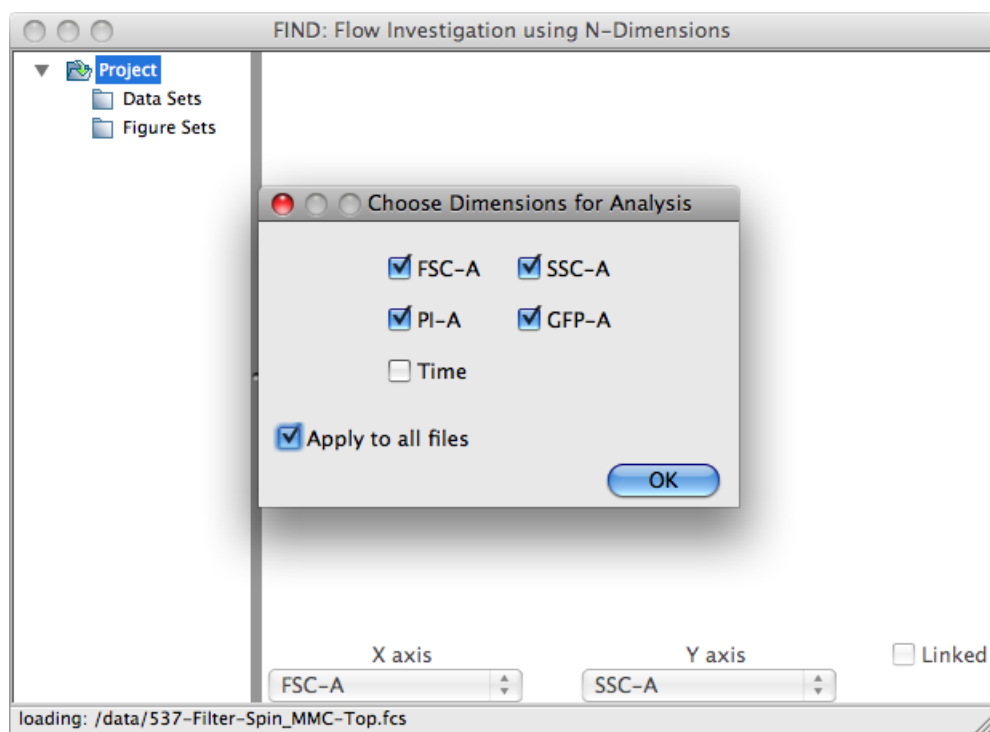 FIND: Flow Investigation using N-Dimensions
Project
Data Sets
Figure Sets
Choose Dimensions for Analysis
FSC-A SSC-A
PI-A GFP-A
Time
Apply to all files
OK
X axis Y axis Linked
FSC-A SSC-A
loading: /data/537-Filter-Spin_MMC-Top.fcs